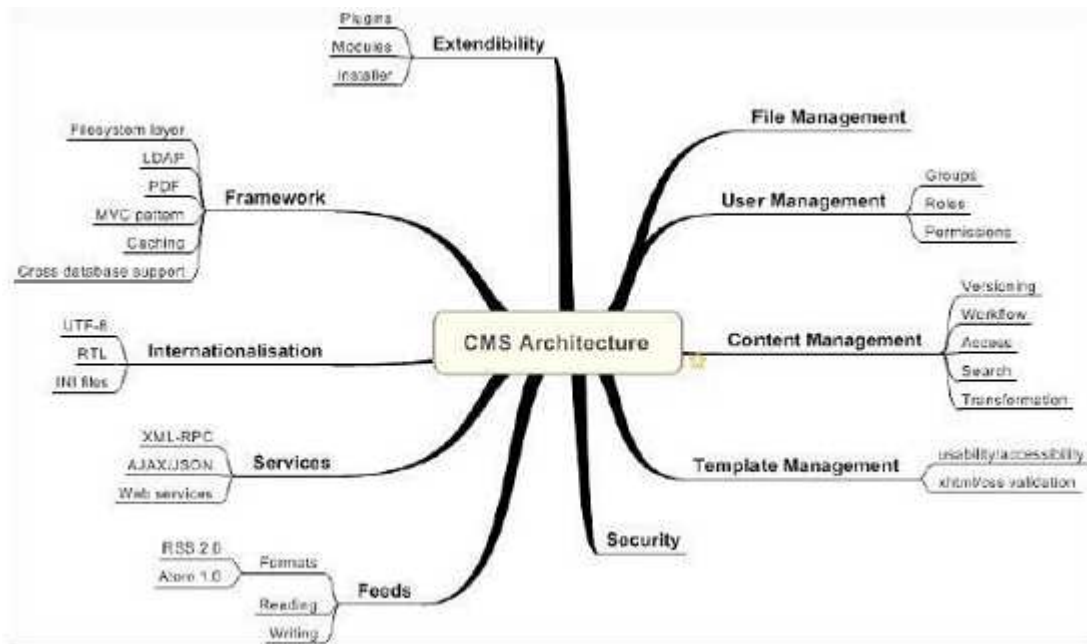 Plugins
Modules
Installer
Extendibility
Filesystem layer
LDAP
PDF
MVC pattern
Caching
Cross database support
Framework
UTF-8
RTL
INI files
Internationalisation
XML-RPC
AJAX/JSON
Web services
Services
RSS 2.0
Atom 1.0
Formats
Reading
Writing
Feeds
CMS Architecture
File Management
User Management
Groups
Roles
Permissions
Content Management
Versioning
Workflow
Access
Search
Transformation
Template Management
usability/accessibility
xhtml/css validation
Security